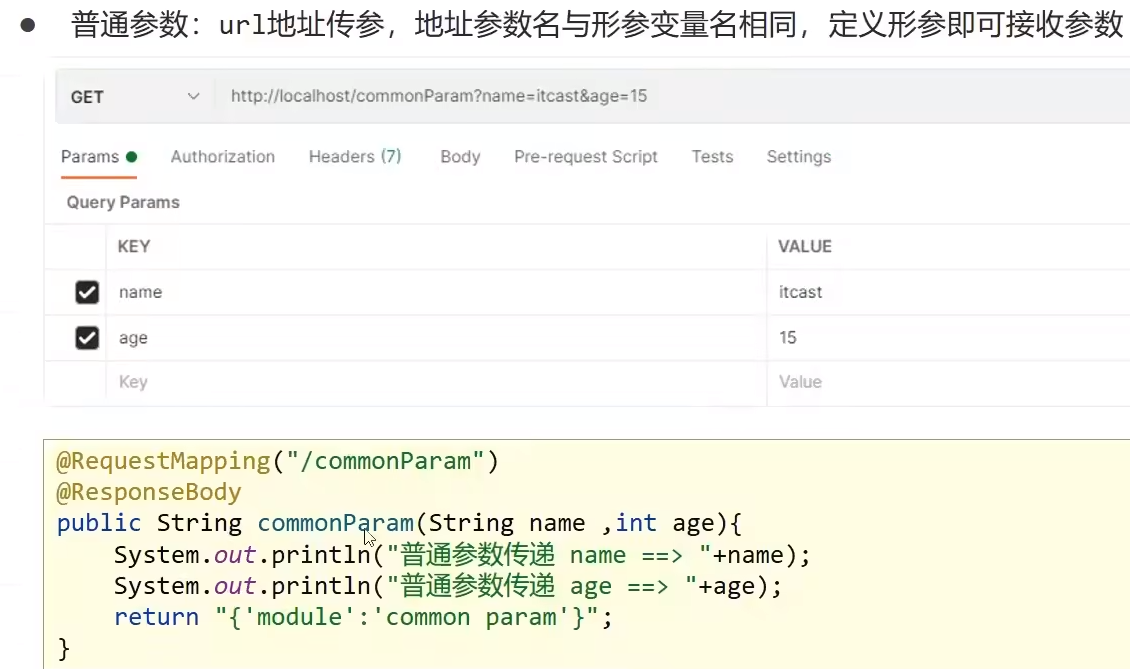 ● 普通参数：url地址传参，地址参数名与形参变量名相同，定义形参即可接收参数
GET http://localhost/commonParam?name=itcast&age=15
Params Authorization Headers (7) Body Pre-request Script Tests Settings
Query Params
KEY VALUE
name itcast
age 15
Key Value
@RequestMapping("/commonParam")
@ResponseBody
public String commonParam(String name ,int age){
    System.out.println("普通参数传递 name ==> "+name);
    System.out.println("普通参数传递 age ==> "+age);
    return "{'module':'common param'}";
}